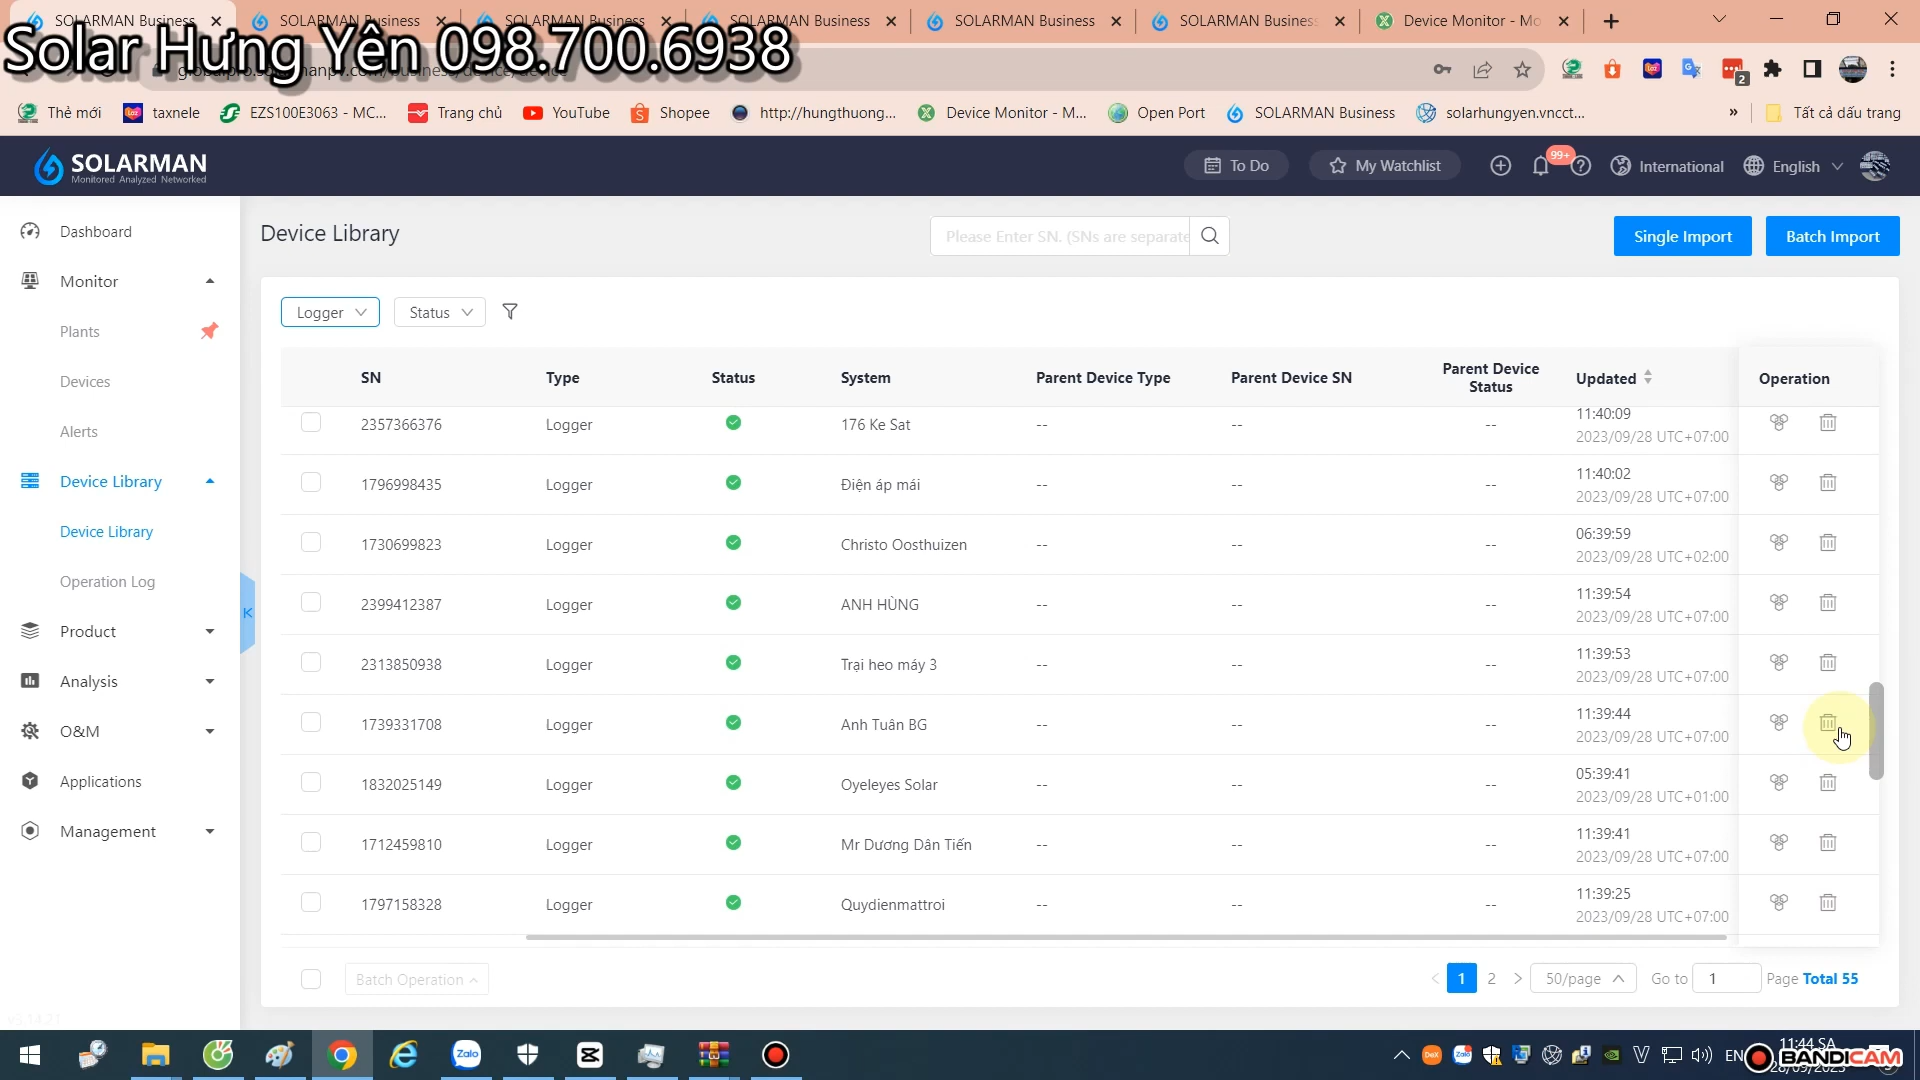 SOLARMAN Business
SOLARMAN Business
SOLARMAN Business
SOLARMAN Business
SOLARMAN Business
SOLARMAN Business
Device Monitor - Mo
Solar Hưng Yên 098.700.6938
2
Thẻ mới
taxnele
EZS100E3063 - MC...
Trang chủ
YouTube
Shopee
http://hungthuong...
Device Monitor - M...
Open Port
SOLARMAN Business
solarhungyen.vncct...
»
Tất cả dấu trang
SOLARMAN
Monitored Analyzed Networked
To Do
My Watchlist
99+
International
English
Dashboard
Monitor
Plants
Devices
Alerts
Device Library
Device Library
Operation Log
Product
Analysis
O&M
Applications
Management
Device Library
Please Enter SN. (SNs are separate
Single Import
Batch Import
Logger
Status
SN Type Status System Parent Device Type Parent Device SN Parent Device Status Updated Operation
2357366376 Logger 176 Ke Sat -- -- -- 11:40:09
2023/09/28 UTC+07:00
1796998435 Logger Điện áp mái -- -- -- 11:40:02
2023/09/28 UTC+07:00
1730699823 Logger Christo Oosthuizen -- -- -- 06:39:59
2023/09/28 UTC+02:00
2399412387 Logger ANH HÙNG -- -- -- 11:39:54
2023/09/28 UTC+07:00
2313850938 Logger Trại heo máy 3 -- -- -- 11:39:53
2023/09/28 UTC+07:00
1739331708 Logger Anh Tuân BG -- -- -- 11:39:44
2023/09/28 UTC+07:00
1832025149 Logger Oyeleyes Solar -- -- -- 05:39:41
2023/09/28 UTC+01:00
1712459810 Logger Mr Dương Dân Tiến -- -- -- 11:39:41
2023/09/28 UTC+07:00
1797158328 Logger Quydienmattroi -- -- -- 11:39:25
2023/09/28 UTC+07:00
Batch Operation
< 1 2 > 50/page Go to 1 Page Total 55
Zalo
EN
11:44 SA
BANDICAM